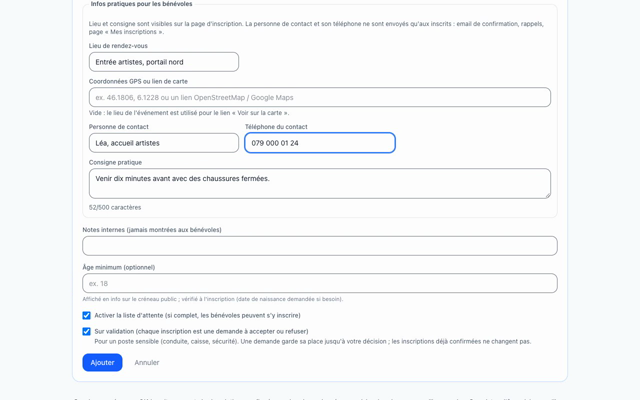 Infos pratiques pour les bénévoles
Lieu et consigne sont visibles sur la page d'inscription. La personne de contact et son téléphone ne sont envoyés qu'aux inscrits : email de confirmation, rappels,
page « Mes inscriptions ».
Lieu de rendez-vous
Entrée artistes, portail nord
Coordonnées GPS ou lien de carte
ex. 46.1806, 6.1228 ou un lien OpenStreetMap / Google Maps
Vide : le lieu de l'événement est utilisé pour le lien « Voir sur la carte ».
Personne de contact
Téléphone du contact
Léa, accueil artistes
079 000 01 24
Consigne pratique
Venir dix minutes avant avec des chaussures fermées.
52/500 caractères
Notes internes (jamais montrées aux bénévoles)
Âge minimum (optionnel)
ex. 18
Affiché en info sur le créneau public ; vérifié à l'inscription (date de naissance demandée si besoin).
Activer la liste d'attente (si complet, les bénévoles peuvent s'y inscrire)
Sur validation (chaque inscription est une demande à accepter ou refuser)
Pour un poste sensible (conduite, caisse, sécurité). Une demande garde sa place jusqu'à votre décision ; les inscriptions déjà confirmées ne changent pas.
Ajouter
Annuler